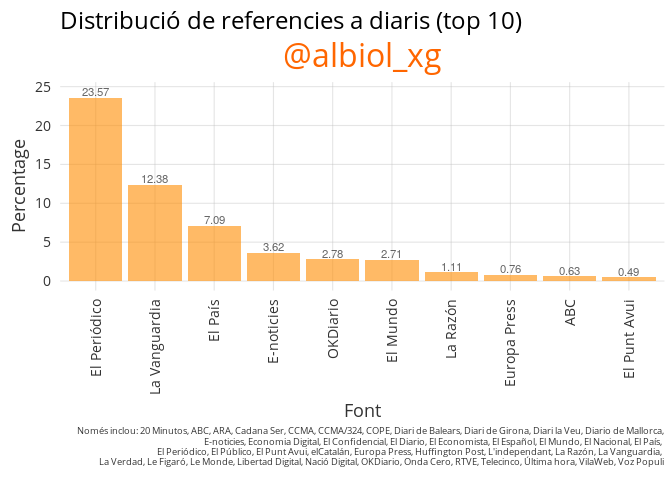 Distribució de referencies a diaris (top 10)
@albiol_xg
Percentage
25
20
15
10
5
0
23.57
12.38
7.09
3.62
2.78
2.71
1.11
0.76
0.63
0.49
El Periódico
La Vanguardia
El País
E-noticies
OKDiario
El Mundo
La Razón
Europa Press
ABC
El Punt Avui
Font
Només inclou: 20 Minutos, ABC, ARA, Cadana Ser, CCMA, CCMA/324, COPE, Diari de Balears, Diari de Girona, Diari la Veu, Diario de Mallorca,
E-noticies, Economia Digital, El Confidencial, El Diario, El Economista, El Español, El Mundo, El Nacional, El País,
El Periódico, El Público, El Punt Avui, elCatalán, Europa Press, Huffington Post, L'independant, La Razón, La Vanguardia,
La Verdad, Le Figaró, Le Monde, Libertad Digital, Nació Digital, OKDiario, Onda Cero, RTVE, Telecinco, Última hora, VilaWeb, Voz Populi